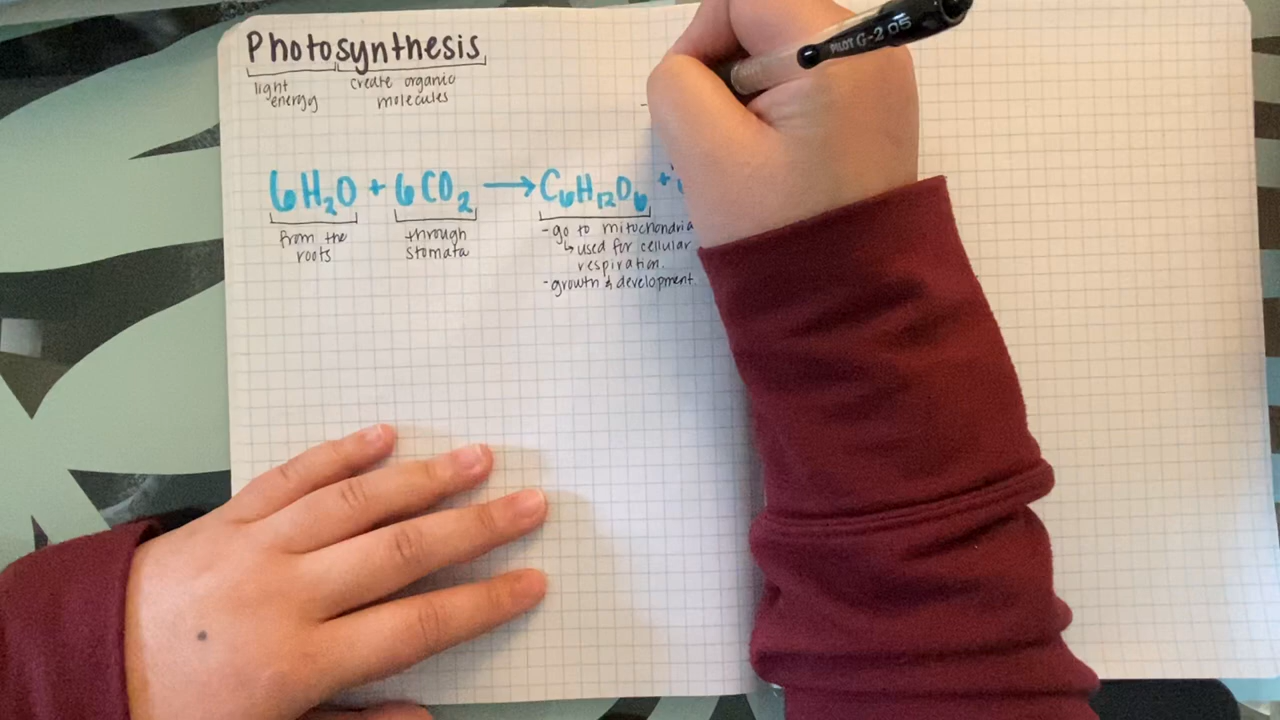 Photosynthesis
light energy
create organic molecules
6H₂O + 6CO₂ → C₆H₁₂O₆ +
from the roots
through stomata
- go to mitochondria
↳ used for cellular respiration.
- growth & development.
PILOT G-2 05